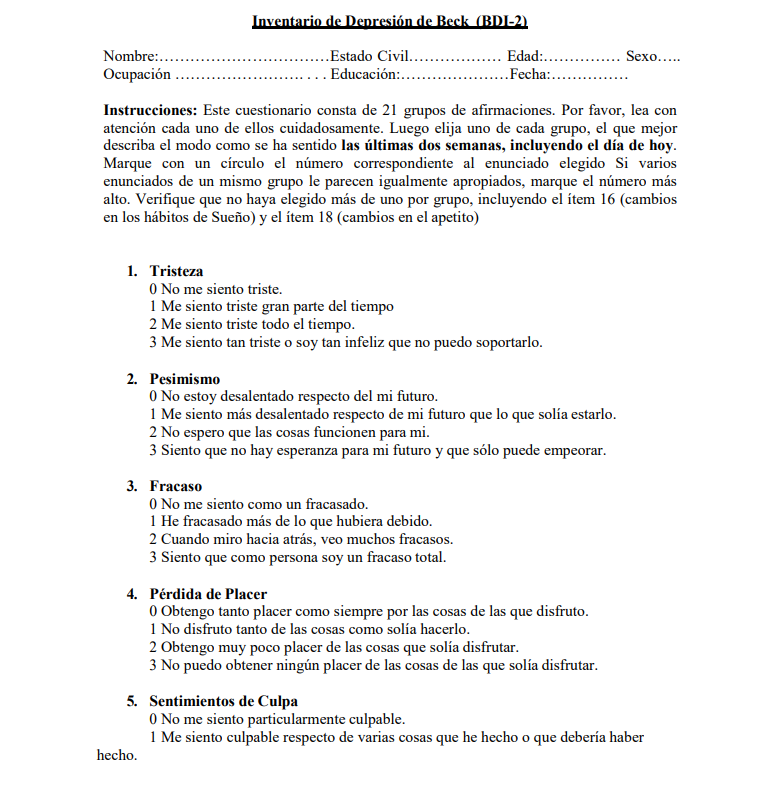 Inventario de Depresión de Beck (BDI-2)
Nombre:……………………………Estado Civil……………… Edad:…………… Sexo…..
Ocupación ……………………. . . . Educación:…………………Fecha:……………
Instrucciones: Este cuestionario consta de 21 grupos de afirmaciones. Por favor, lea con
atención cada uno de ellos cuidadosamente. Luego elija uno de cada grupo, el que mejor
describa el modo como se ha sentido las últimas dos semanas, incluyendo el día de hoy.
Marque con un círculo el número correspondiente al enunciado elegido Si varios
enunciados de un mismo grupo le parecen igualmente apropiados, marque el número más
alto. Verifique que no haya elegido más de uno por grupo, incluyendo el ítem 16 (cambios
en los hábitos de Sueño) y el ítem 18 (cambios en el apetito)
1. Tristeza
0 No me siento triste.
1 Me siento triste gran parte del tiempo
2 Me siento triste todo el tiempo.
3 Me siento tan triste o soy tan infeliz que no puedo soportarlo.
2. Pesimismo
0 No estoy desalentado respecto del mi futuro.
1 Me siento más desalentado respecto de mi futuro que lo que solía estarlo.
2 No espero que las cosas funcionen para mi.
3 Siento que no hay esperanza para mi futuro y que sólo puede empeorar.
3. Fracaso
0 No me siento como un fracasado.
1 He fracasado más de lo que hubiera debido.
2 Cuando miro hacia atrás, veo muchos fracasos.
3 Siento que como persona soy un fracaso total.
4. Pérdida de Placer
0 Obtengo tanto placer como siempre por las cosas de las que disfruto.
1 No disfruto tanto de las cosas como solía hacerlo.
2 Obtengo muy poco placer de las cosas que solía disfrutar.
3 No puedo obtener ningún placer de las cosas de las que solía disfrutar.
5. Sentimientos de Culpa
0 No me siento particularmente culpable.
1 Me siento culpable respecto de varias cosas que he hecho o que debería haber
hecho.